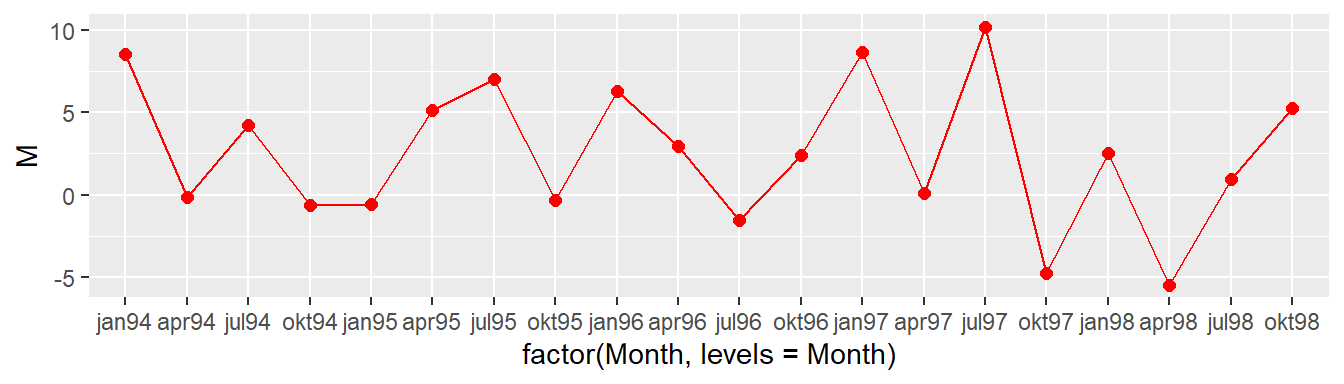 10
5
0
-5
M
jan94 apr94 jul94 okt94 jan95 apr95 jul95 okt95 jan96 apr96 jul96 okt96 jan97 apr97 jul97 okt97 jan98 apr98 jul98 okt98
factor(Month, levels = Month)